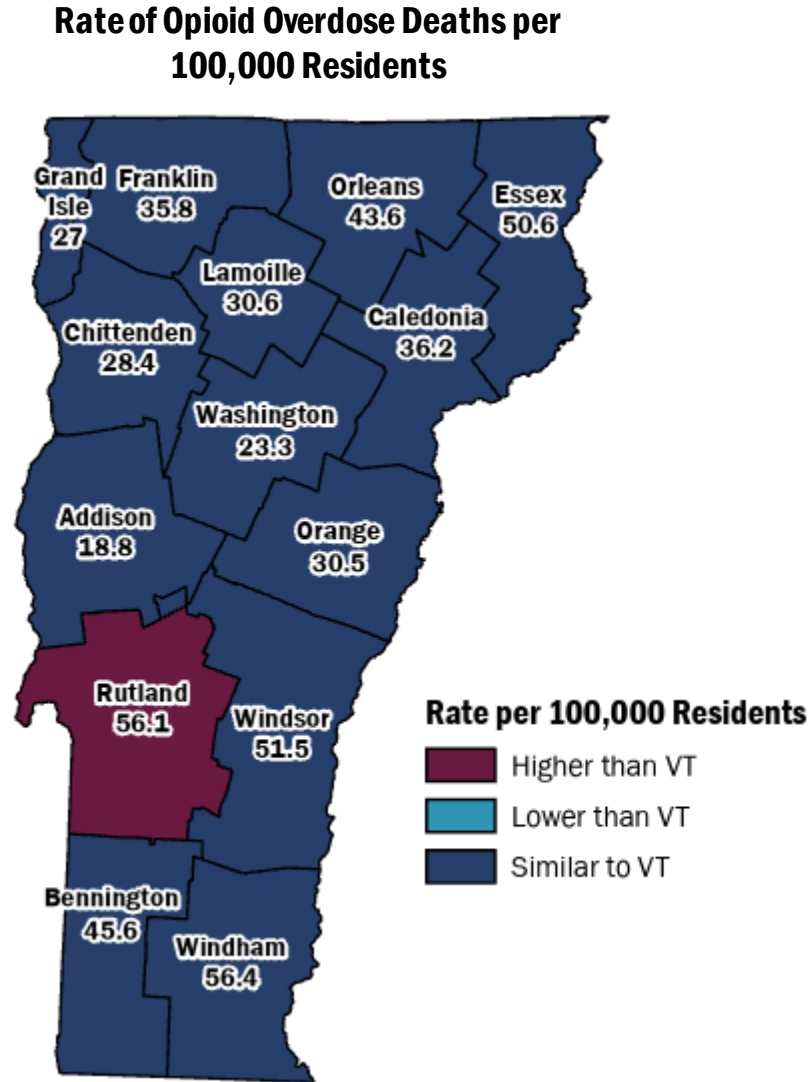 Rate of Opioid Overdose Deaths per
100,000 Residents
Grand
Isle
27
Franklin
35.8
Orleans
43.6
Essex
50.6
Lamoille
30.6
Chittenden
28.4
Caledonia
36.2
Washington
23.3
Addison
18.8
Orange
30.5
Rutland
56.1
Windsor
51.5
Bennington
45.6
Windham
56.4
Rate per 100,000 Residents
Higher than VT
Lower than VT
Similar to VT